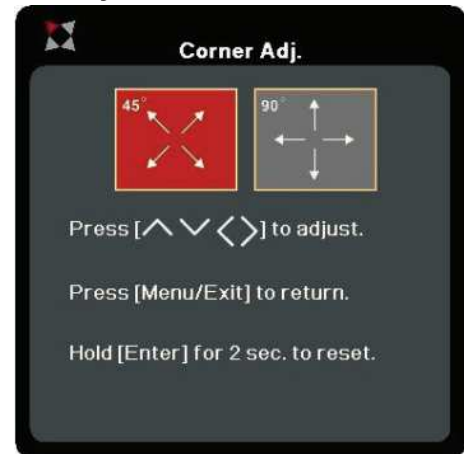 Corner Adj.
45° 90°
Press [∧∨<>] to adjust.
Press [Menu/Exit] to return.
Hold [Enter] for 2 sec. to reset.